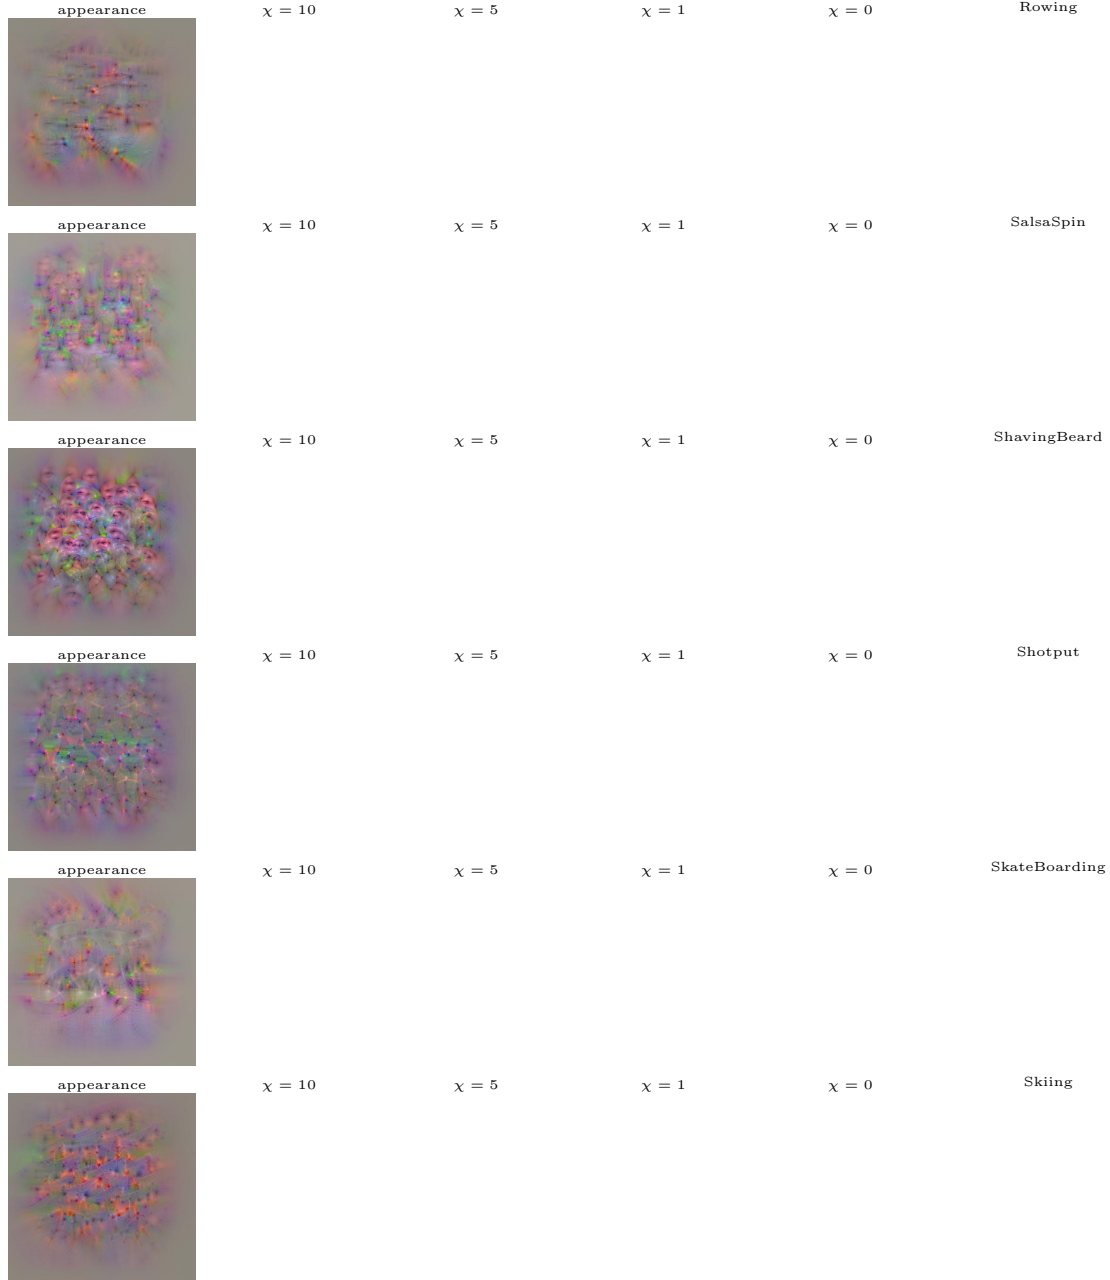 appearance χ = 10 χ = 5 χ = 1 χ = 0 Rowing
appearance χ = 10 χ = 5 χ = 1 χ = 0 SalsaSpin
appearance χ = 10 χ = 5 χ = 1 χ = 0 ShavingBeard
appearance χ = 10 χ = 5 χ = 1 χ = 0 Shotput
appearance χ = 10 χ = 5 χ = 1 χ = 0 SkateBoarding
appearance χ = 10 χ = 5 χ = 1 χ = 0 Skiing